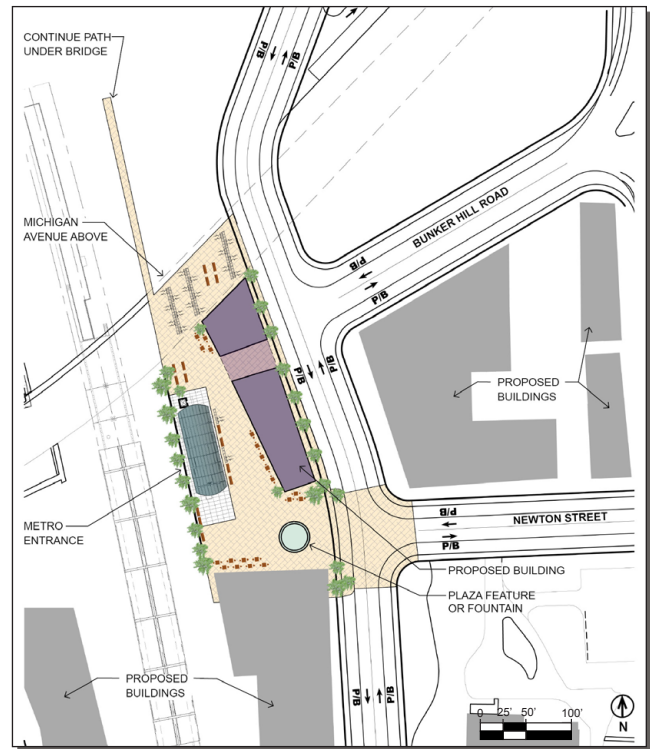 CONTINUE PATH
UNDER BRIDGE
P/B
P/B
MICHIGAN
AVENUE ABOVE
BUNKER HILL ROAD
P/B
P/B
P/B
P/B
PROPOSED
BUILDINGS
METRO
ENTRANCE
P/B
NEWTON STREET
P/B
PROPOSED BUILDING
PLAZA FEATURE
OR FOUNTAIN
PROPOSED
BUILDINGS
P/B
P/B
0 25' 50' 100'
N